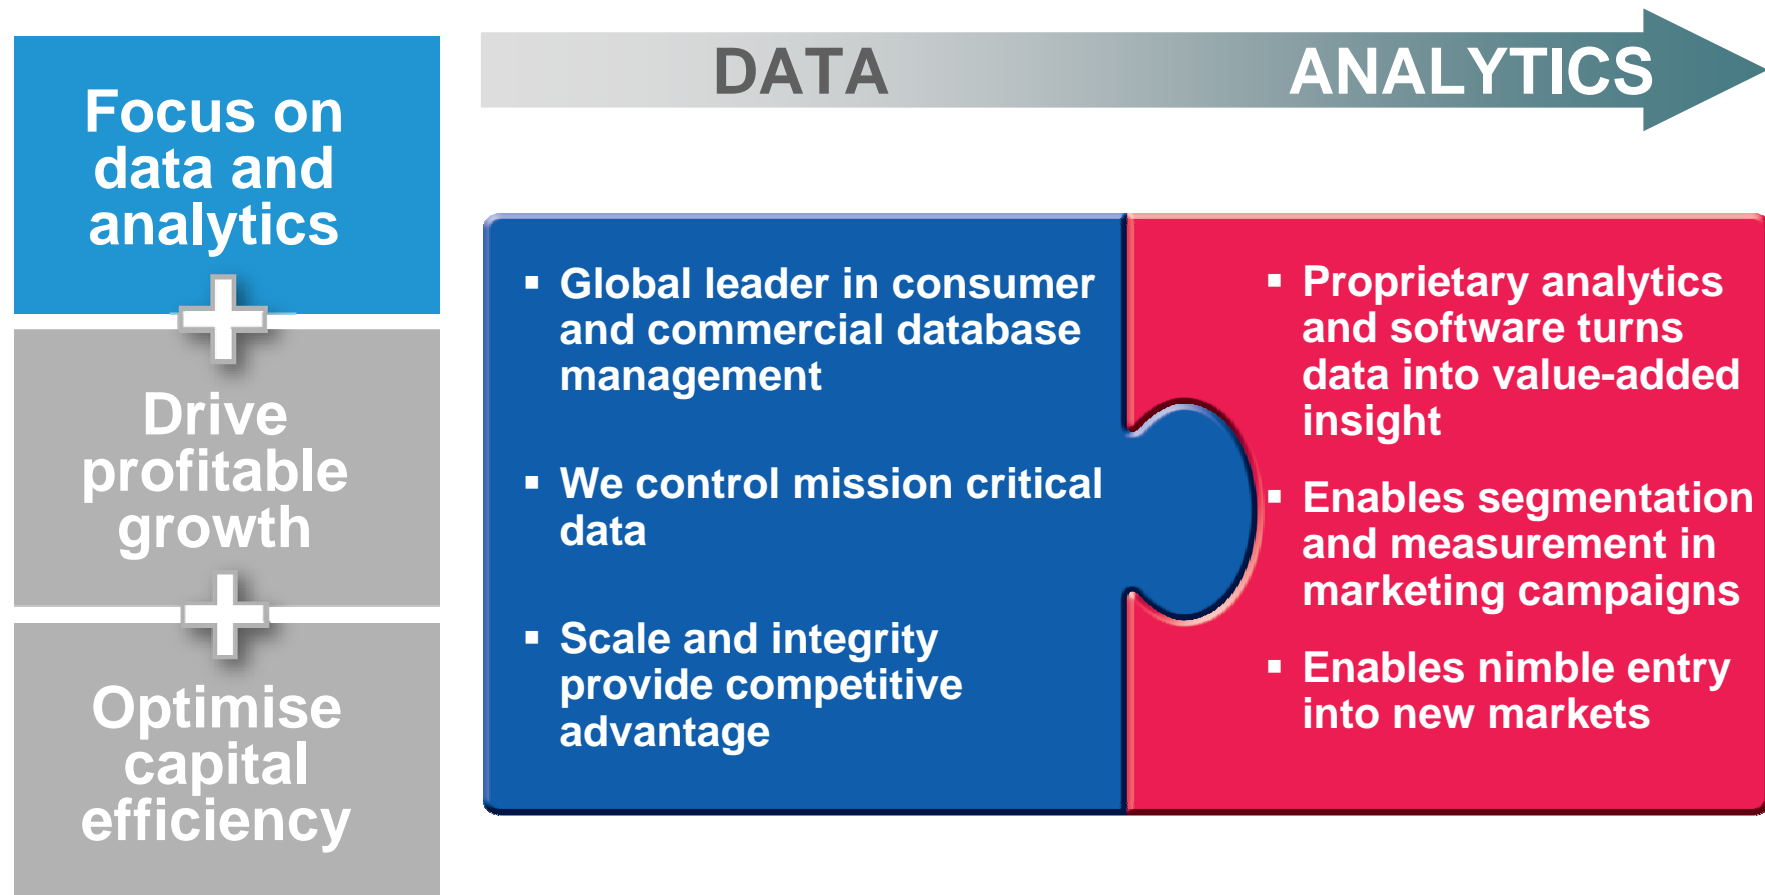 Focus on
data and
analytics
Drive
profitable
growth
Optimise
capital
efficiency
DATA
ANALYTICS
▪ Global leader in consumer
and commercial database
management
▪ We control mission critical
data
▪ Scale and integrity
provide competitive
advantage
▪ Proprietary analytics
and software turns
data into value-added
insight
▪ Enables segmentation
and measurement in
marketing campaigns
▪ Enables nimble entry
into new markets